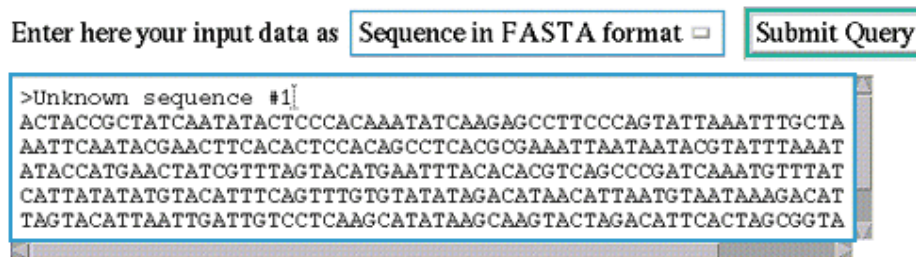 Enter here your input data as Sequence in FASTA format Submit Query
>Unknown sequence #1
ACTACCGCTATCAATATACTCCCACAAATATCAAGAGCCTTCCCAGTATTAAATTTGCTA
AATTCAATACGAACTTCACACTCCACAGCCTCACGCGAAATTAATAATACGTATTTAAAT
ATACCATGAACTATCGTTTAGTACATGAATTTACACACGTCAGCCCGATCAAATGTTTAT
CATTATATATGTACATTTCAGTTTGTGTATATAGACATAACATTAATGTAATAAAGACAT
TAGTACATTAATTGATTGTCCTCAAGCATATAAGCAAGTACTAGACATTCACTAGCGGTA